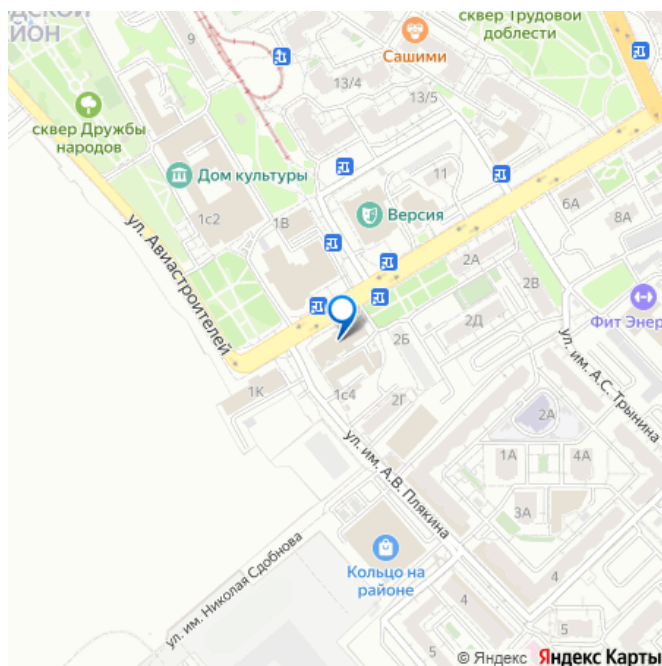 ДСКОЙ
ЙОН
9
сквер Трудовой
доблести
Сашими
13/4
13/5
сквер Дружбы
народов
Дом культуры
1с2
1В
11
Версия
6А
8А
2А
2В
ул. Авиастроителей
2Д
2Б
Фит Энер
1К
1с4
2Г
ул. им. А.С. Трынина
2А
ул. им. А.В. Плякина
1А
4А
3А
Кольцо на
районе
ул. им. Николая Сдобнова
4
4
5
5
© Яндекс Яндекс Карты